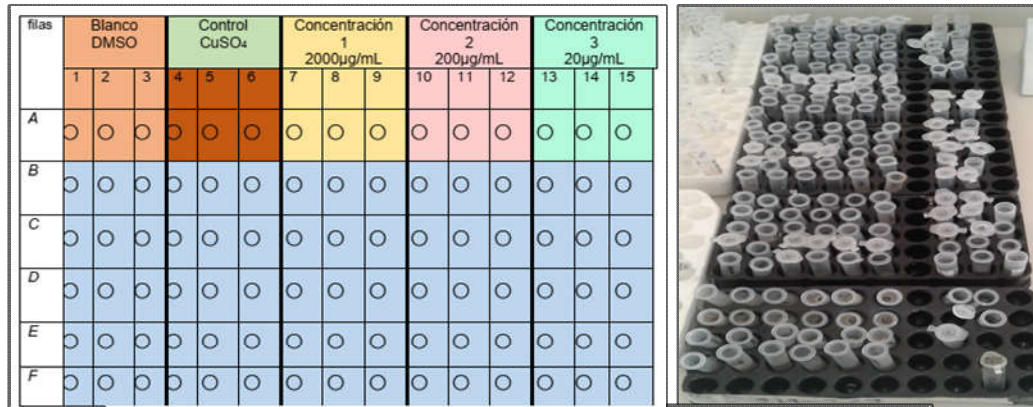 filas
Blanco
DMSO
Control
CuSO₄
Concentración
1
2000µg/mL
Concentración
2
200µg/mL
Concentración
3
20µg/mL
1 2 3 4 5 6 7 8 9 10 11 12 13 14 15
A
B
C
D
E
F